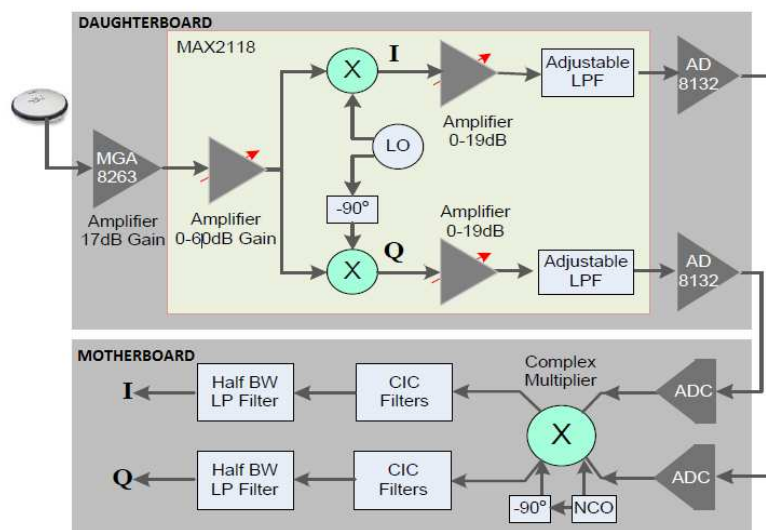 DAUGHTERBOARD
MAX2118
X
I
Adjustable
LPF
AD
8132
MGA
8263
Amplifier
0-19dB
LO
Amplifier
17dB Gain
Amplifier
0-60dB Gain
-90°
Amplifier
0-19dB
X
Q
Adjustable
LPF
AD
8132
MOTHERBOARD
I
Half BW
LP Filter
CIC
Filters
Complex
Multiplier
X
ADC
Q
Half BW
LP Filter
CIC
Filters
-90°
NCO
ADC